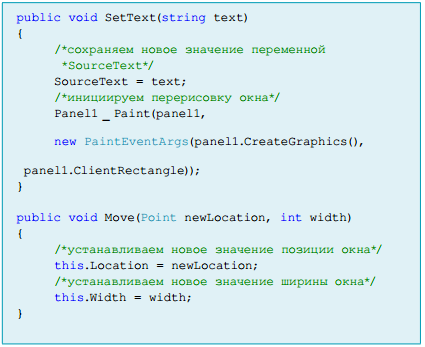 public void SetText(string text)
{
/*сохраняем новое значение переменной
*SourceText*/
SourceText = text;
/*инициируем перерисовку окна*/
Panel1 _ Paint(panel1,
new PaintEventArgs(panel1.CreateGraphics(),
panel1.ClientRectangle));
}
public void Move(Point newLocation, int width)
{
/*устанавливаем новое значение позиции окна*/
this.Location = newLocation;
/*устанавливаем новое значение ширины окна*/
this.Width = width;
}